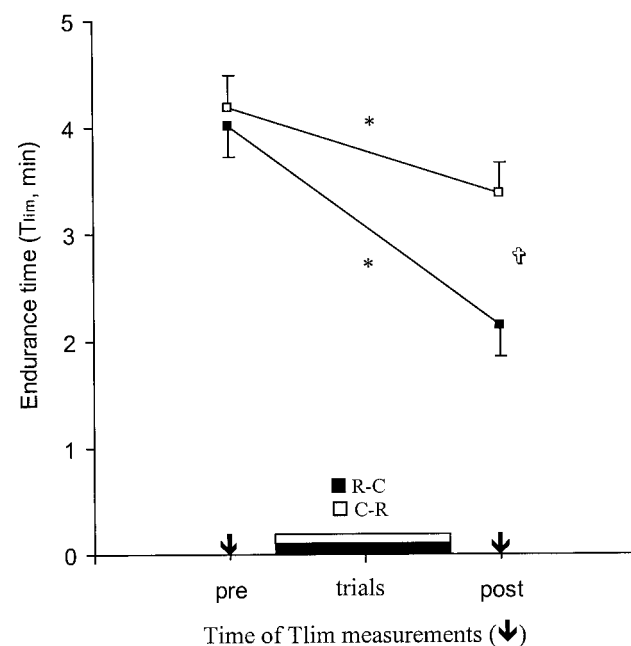 5
4
3
2
1
0
Endurance time (Tlim, min)
*
*
✞
■ R-C
□ C-R
pre trials post
Time of Tlim measurements (↓)